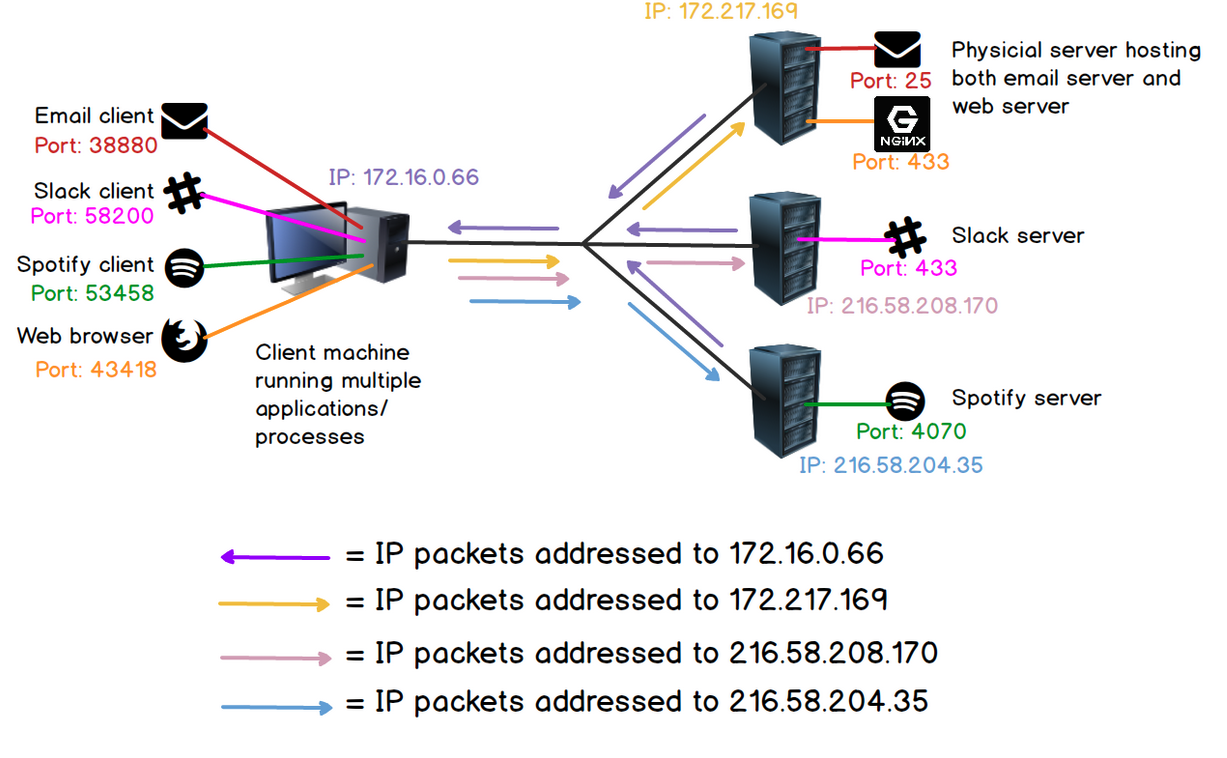 IP: 172.217.169
Physicial server hosting
both email server and
web server
Port: 25
NGiNX
Port: 433
Email client
Port: 38880
IP: 172.16.0.66
Slack client
Port: 58200
Slack server
Port: 433
IP: 216.58.208.170
Spotify client
Port: 53458
Web browser
Port: 43418
Client machine
running multiple
applications/
processes
Spotify server
Port: 4070
IP: 216.58.204.35
= IP packets addressed to 172.16.0.66
= IP packets addressed to 172.217.169
= IP packets addressed to 216.58.208.170
= IP packets addressed to 216.58.204.35